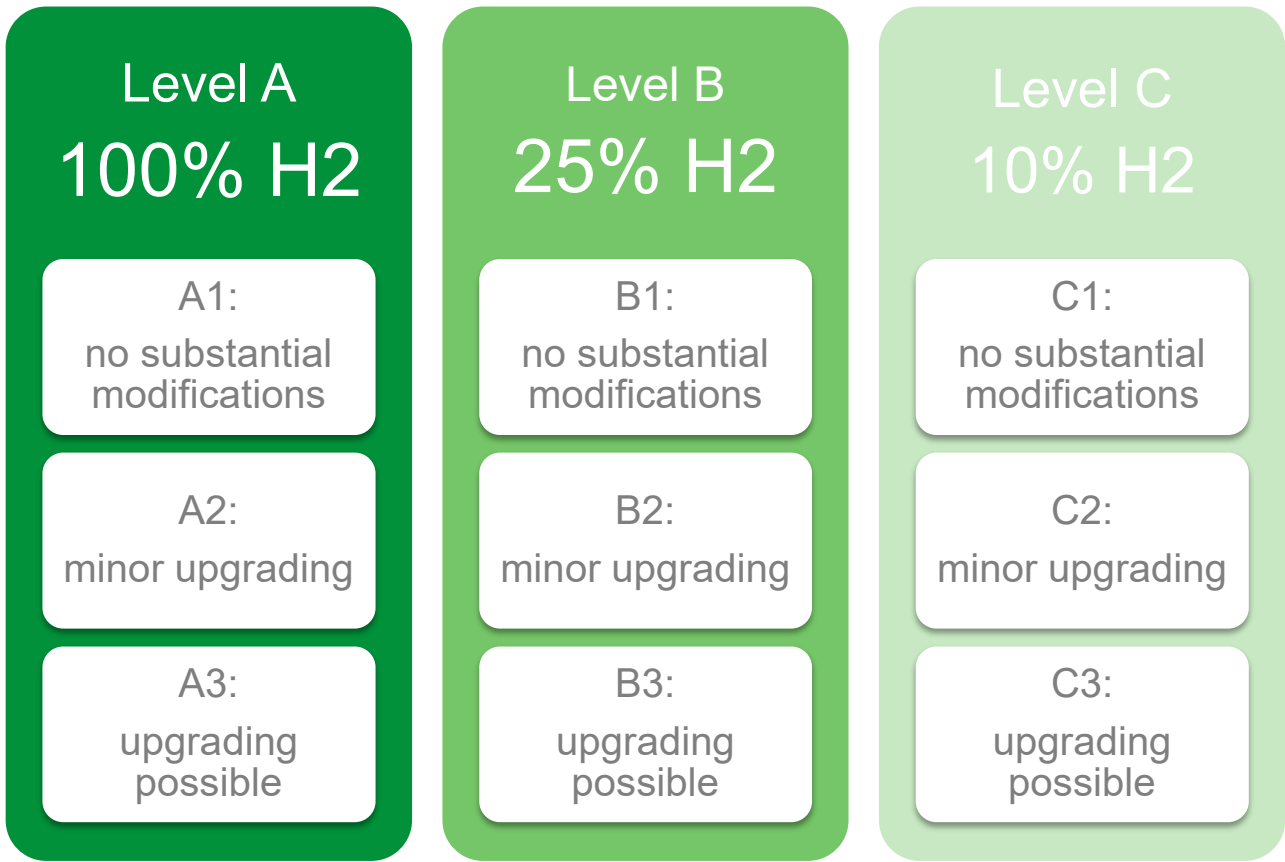 Level A
100% H2
A1:
no substantial
modifications
A2:
minor upgrading
A3:
upgrading
possible
Level B
25% H2
B1:
no substantial
modifications
B2:
minor upgrading
B3:
upgrading
possible
Level C
10% H2
C1:
no substantial
modifications
C2:
minor upgrading
C3:
upgrading
possible